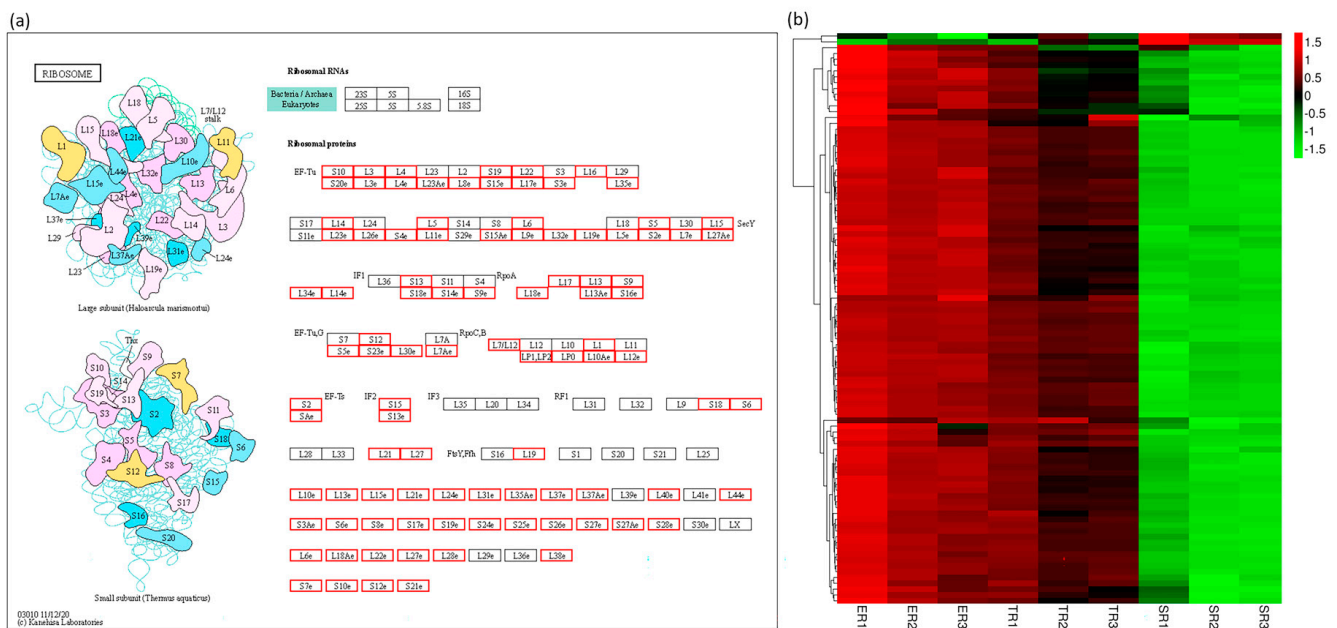 (a)
(b)
RIBOSOME
L18
L5
L7/L12
stalk
L15
L18e
L21e
L30
L11
L1
L44e
L10e
L32e
L15e
L13
L6
L7Ae
L4e
L24
L37e
L22
L14
L2
L3
L29
L39e
L37Ae
L31e
L24e
L23
L19e
Large subunit (Haloarcula marismortui)
Thx
S9
S10
S14
S7
S19
S13
S3
S2
S11
S5
S18
S6
S4
S12
S8
S15
S17
S16
S20
Small subunit (Thermus aquaticus)
03010 11/12/20
(c) Kanehisa Laboratories
Ribosomal RNAs
Bacteria / Archaea 23S 5S 16S
Eukaryotes 25S 5S 5.8S 18S
Ribosomal proteins
EF-Tu S10 L3 L4 L23 L2 S19 L22 S3 L16 L29
S20e L3e L4e L23Ae L8e S15e L17e S3e L35e
S17 L14 L24 L5 S14 S8 L6 L18 S5 L30 L15 SecY
S11e L23e L26e S4e L11e S29e S15Ae L9e L32e L19e L5e S2e L7e L27Ae
IF1 L36 S13 S11 S4 RpoA L17 L13 S9
L34e L14e S18e S14e S9e L18e L13Ae S16e
EF-Tu,G S7 S12 L7A RpoC,B L7/L12 L12 L10 L1 L11
S5e S23e L30e L7Ae LP1,LP2 LP0 L10Ae L12e
S2 EF-Ts IF2 S15 IF3 L35 L20 L34 RF1 L31 L32 L9 S18 S6
SAe S13e
L28 L33 L21 L27 FtsY,Ffh S16 L19 S1 S20 S21 L25
L10e L13e L15e L21e L24e L31e L35Ae L37e L37Ae L39e L40e L41e L44e
S3Ae S6e S8e S17e S19e S24e S25e S26e S27e S27Ae S28e S30e LX
L6e L18Ae L22e L27e L28e L29e L36e L38e
S7e S10e S12e S21e
1.5
1
0.5
0
-0.5
-1
-1.5
ER1 ER2 ER3 TR1 TR2 TR3 SR1 SR2 SR3